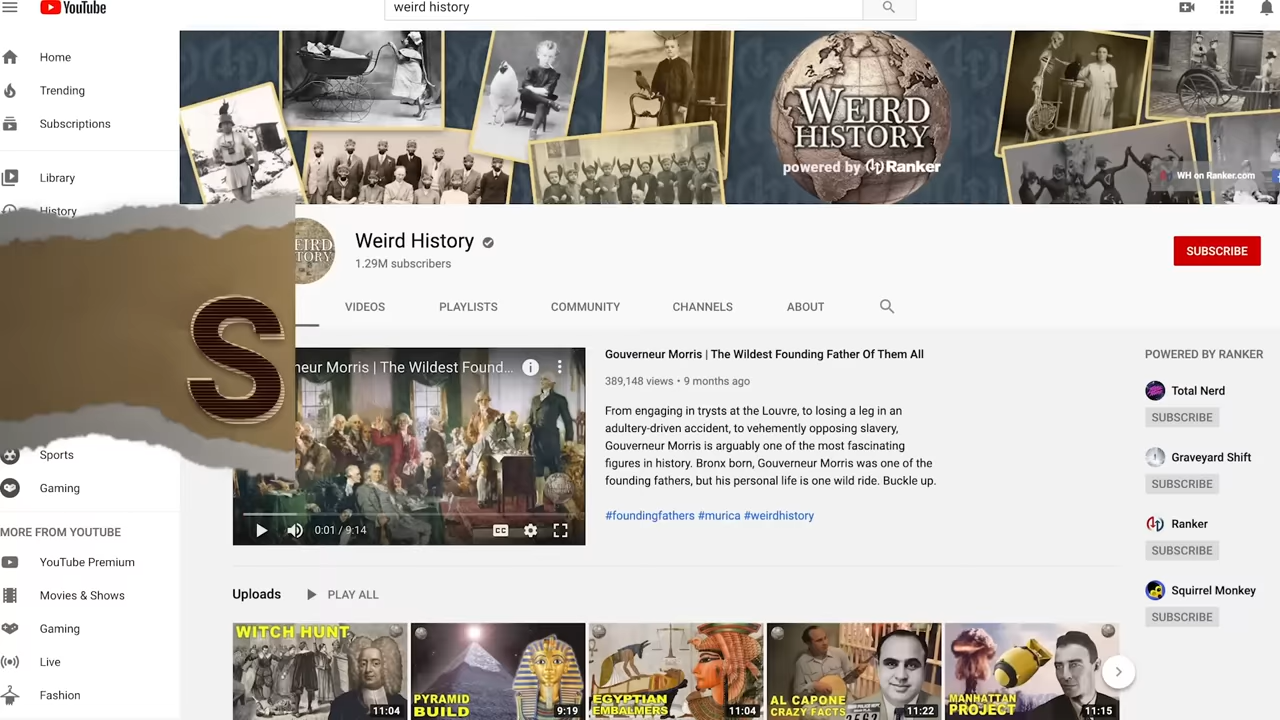 YouTube
weird history
Home
Trending
Subscriptions
Library
History
Sports
Gaming
MORE FROM YOUTUBE
YouTube Premium
Movies & Shows
Gaming
Live
Fashion
WEIRD
HISTORY
powered by Ranker
WH on Ranker.com
S
Weird History
1.29M subscribers
SUBSCRIBE
VIDEOS
PLAYLISTS
COMMUNITY
CHANNELS
ABOUT
neur Morris | The Wildest Found...
0:01 / 9:14
CC
Gouverneur Morris | The Wildest Founding Father Of Them All
389,148 views • 9 months ago
From engaging in trysts at the Louvre, to losing a leg in an
adultery-driven accident, to vehemently opposing slavery,
Gouverneur Morris is arguably one of the most fascinating
figures in history. Bronx born, Gouverneur Morris was one of the
founding fathers, but his personal life is one wild ride. Buckle up.
#foundingfathers #murica #weirdhistory
POWERED BY RANKER
Total Nerd
SUBSCRIBE
Graveyard Shift
SUBSCRIBE
Ranker
SUBSCRIBE
Squirrel Monkey
SUBSCRIBE
Uploads
PLAY ALL
WITCH HUNT
11:04
PYRAMID
BUILD
9:19
EGYPTIAN
EMBALMERS
11:04
AL CAPONE
CRAZY FACTS
11:22
MANHATTAN
PROJECT
11:15